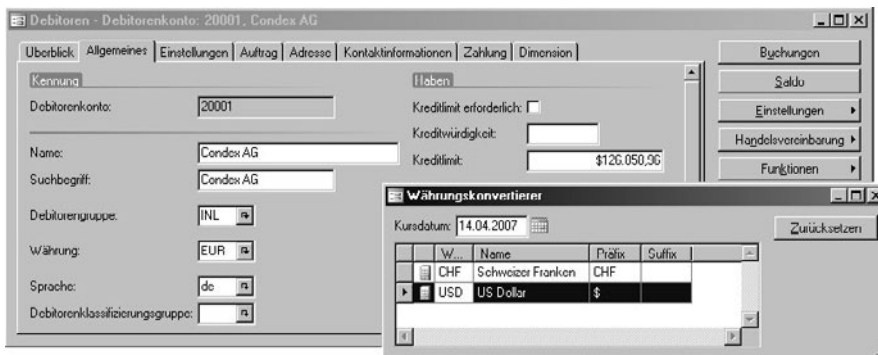 Debitoren - Debitorenkonto: 20001, Condex AG
Überblick Allgemeines Einstellungen Auftrag Adresse Kontaktinformationen Zahlung Dimension
Kennung
Debitorenkonto: 20001
Name: Condex AG
Suchbegriff: Condex AG
Debitorengruppe: INL
Währung: EUR
Sprache: de
Debitorenklassifizierungsgruppe:
Haben
Kreditlimit erforderlich:
Kreditwürdigkeit:
Kreditlimit: $126.050,96
Buchungen
Saldo
Einstellungen
Handelsvereinbarung
Funktionen
Währungskonvertierer
Kursdatum: 14.04.2007
Zurücksetzen
W... Name Präfix Suffix
CHF Schweizer Franken CHF
USD US Dollar $